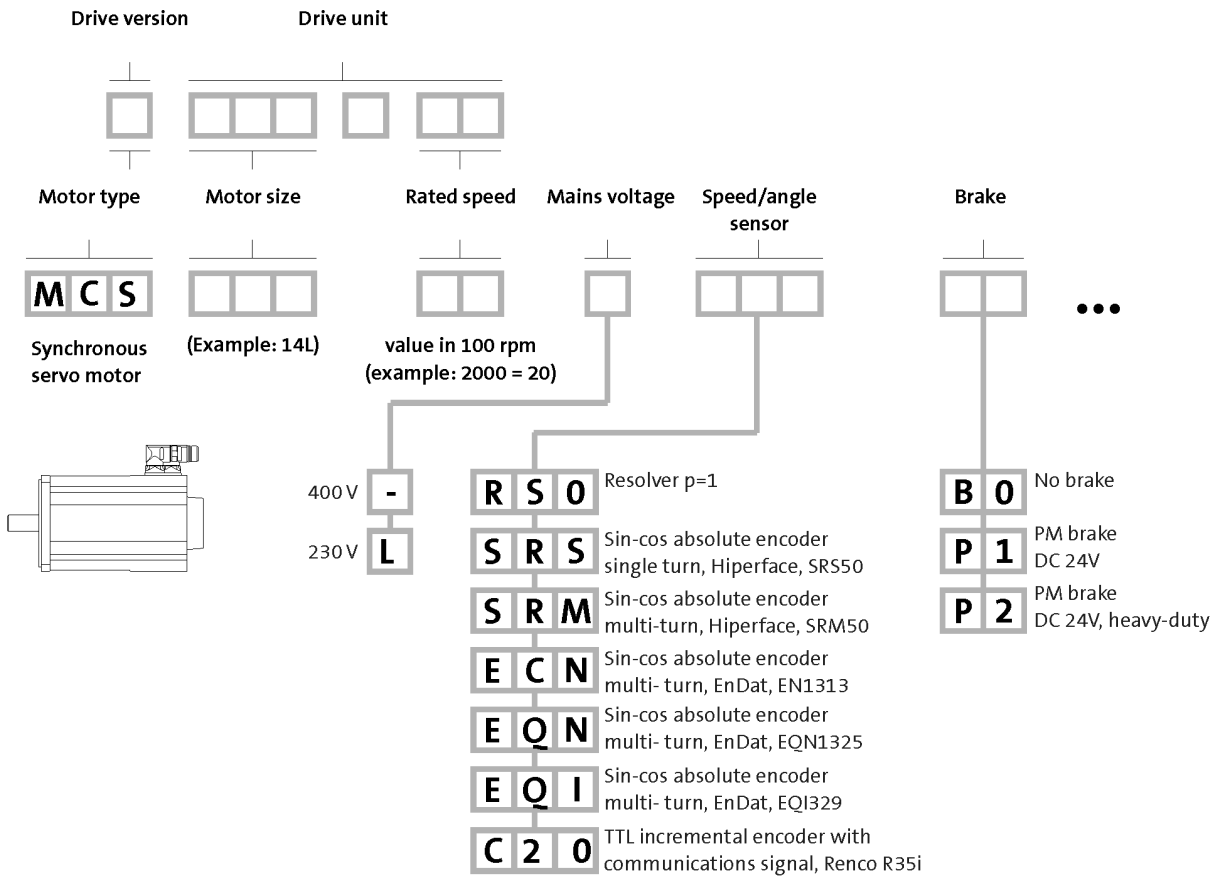 Drive version
Drive unit
Motor type
Motor size
Rated speed
Mains voltage
Speed/angle
sensor
Brake
M C S
...
Synchronous
servo motor
(Example: 14L)
value in 100 rpm
(example: 2000 = 20)
400 V -
230 V L
R S 0 Resolver p=1
S R S Sin-cos absolute encoder
single turn, Hiperface, SRS50
S R M Sin-cos absolute encoder
multi-turn, Hiperface, SRM50
E C N Sin-cos absolute encoder
multi- turn, EnDat, EN1313
E Q N Sin-cos absolute encoder
multi- turn, EnDat, EQN1325
E Q I Sin-cos absolute encoder
multi- turn, EnDat, EQI329
C 2 0 TTL incremental encoder with
communications signal, Renco R35i
B 0 No brake
P 1 PM brake
DC 24V
P 2 PM brake
DC 24V, heavy-duty